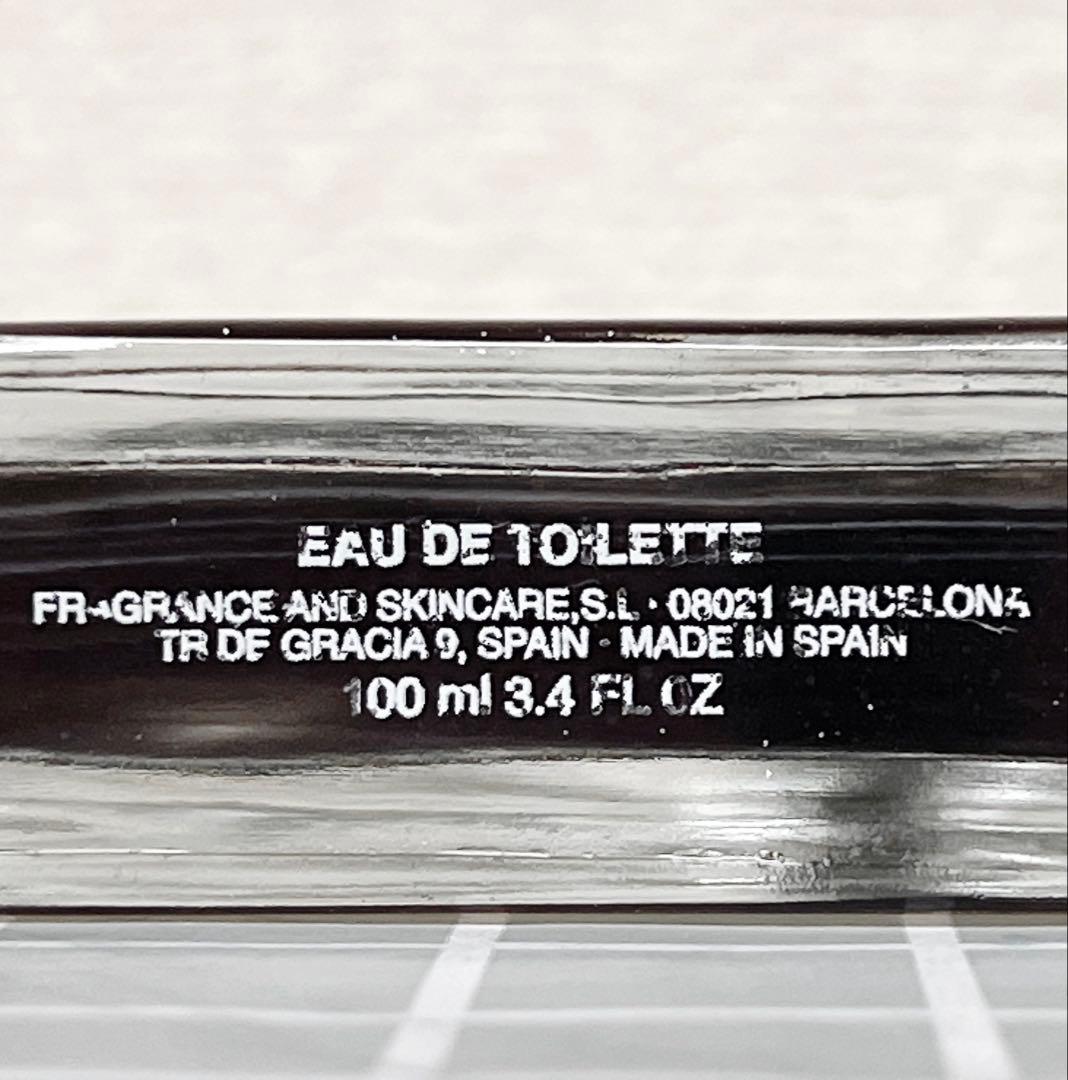 EAU DE TOILETTE
FRAGRANCE AND SKINCARE,S.L · 08021 BARCELONA
TR DE GRACIA 9, SPAIN · MADE IN SPAIN
100 ml 3.4 FL OZ